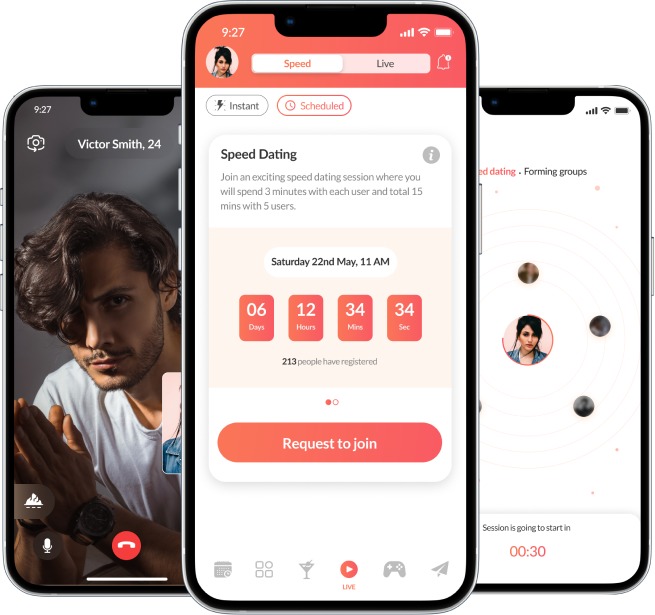 9:27
Victor Smith, 24
9:27
Speed
Live
Instant
Scheduled
Speed Dating
Join an exciting speed dating session where you
will spend 3 minutes with each user and total 15
mins with 5 users.
Saturday 22nd May, 11 AM
06
12
34
34
Days
Hours
Mins
Sec
213 people have registered
Request to join
LIVE
dating . Forming groups
Session is going to start in
00:30